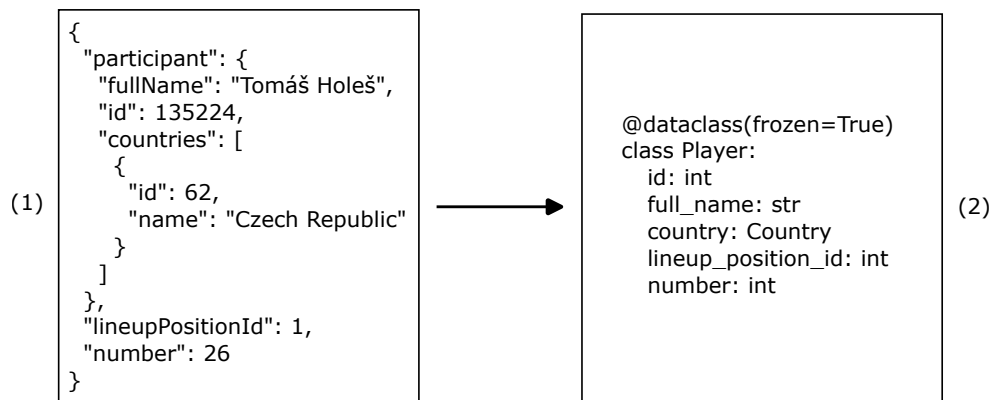 (1)
{
"participant": {
"fullName": "Tomáš Holeš",
"id": 135224,
"countries": [
{
"id": 62,
"name": "Czech Republic"
}
]
},
"lineupPositionId": 1,
"number": 26
}
@dataclass(frozen=True)
class Player:
id: int
full_name: str
country: Country
lineup_position_id: int
number: int
(2)